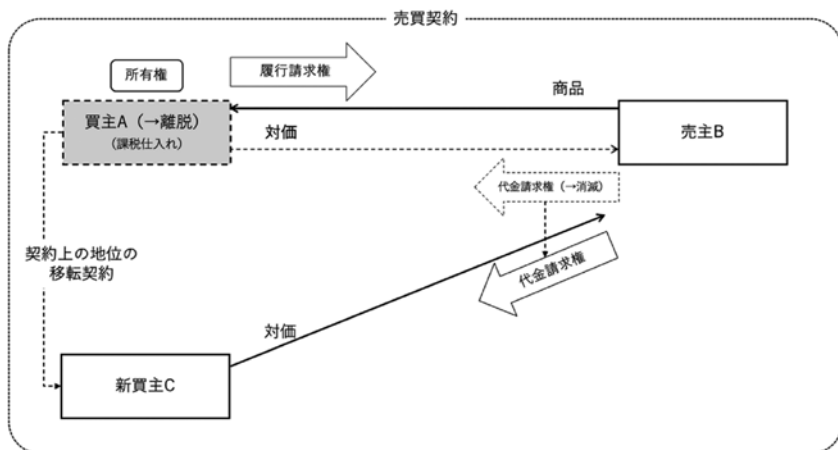 売買契約
所有権
履行請求権
商品
買主A（→離脱）
（課税仕入れ）
対価
売主B
代金請求権（→消滅）
契約上の地位の
移転契約
代金請求権
対価
新買主C